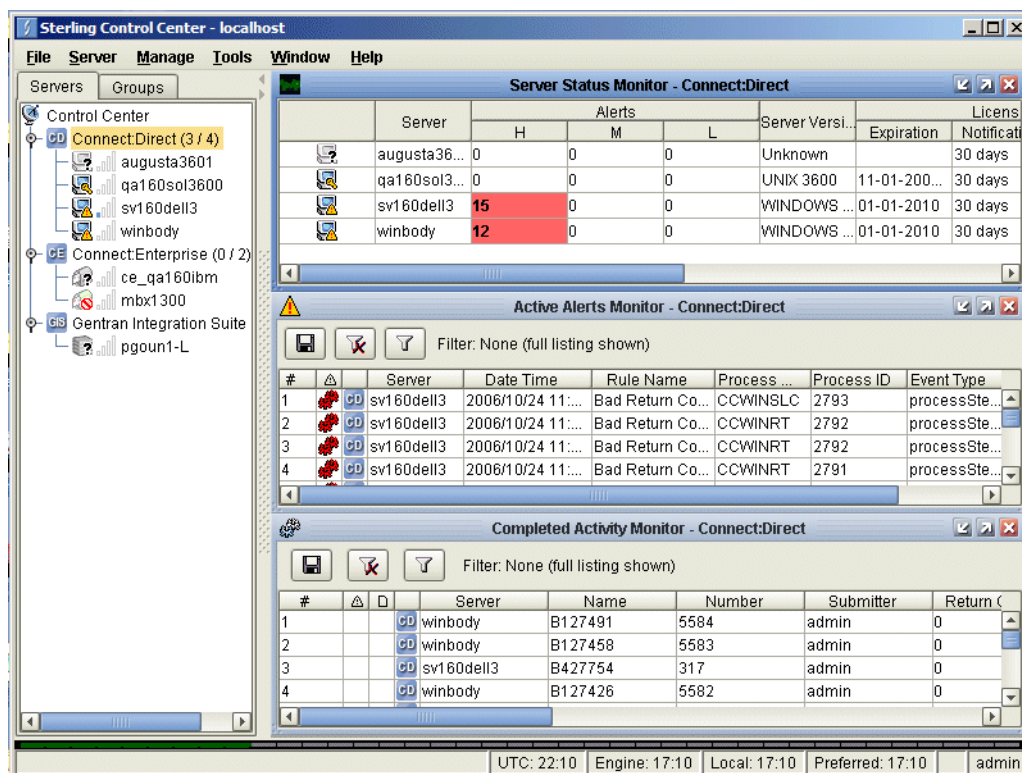 Sterling Control Center - localhost
File Server Manage Tools Window Help
Servers Groups
Control Center
CD Connect:Direct (3 / 4)
augusta3601
qa160sol3600
sv160dell3
winbody
CE Connect:Enterprise (0 / 2)
ce_qa160ibm
mbx1300
GIS Gentran Integration Suite
pgoun1-L
Server Status Monitor - Connect:Direct
Server Alerts Server Versi... Licens
H M L Expiration Notificati
augusta36... 0 0 0 Unknown 30 days
qa160sol3... 0 0 0 UNIX 3600 11-01-200... 30 days
sv160dell3 15 0 0 WINDOWS ... 01-01-2010 30 days
winbody 12 0 0 WINDOWS ... 01-01-2010 30 days
Active Alerts Monitor - Connect:Direct
Filter: None (full listing shown)
# Server Date Time Rule Name Process ... Process ID Event Type
1 CD sv160dell3 2006/10/24 11:... Bad Return Co... CCWINSLC 2793 processSte...
2 CD sv160dell3 2006/10/24 11:... Bad Return Co... CCWINRT 2792 processSte...
3 CD sv160dell3 2006/10/24 11:... Bad Return Co... CCWINRT 2792 processSte...
4 CD sv160dell3 2006/10/24 11:... Bad Return Co... CCWINRT 2791 processSte...
Completed Activity Monitor - Connect:Direct
Filter: None (full listing shown)
# Server Name Number Submitter Return
1 CD winbody B127491 5584 admin 0
2 CD winbody B127458 5583 admin 0
3 CD sv160dell3 B427754 317 admin 0
4 CD winbody B127426 5582 admin 0
UTC: 22:10 Engine: 17:10 Local: 17:10 Preferred: 17:10 admin